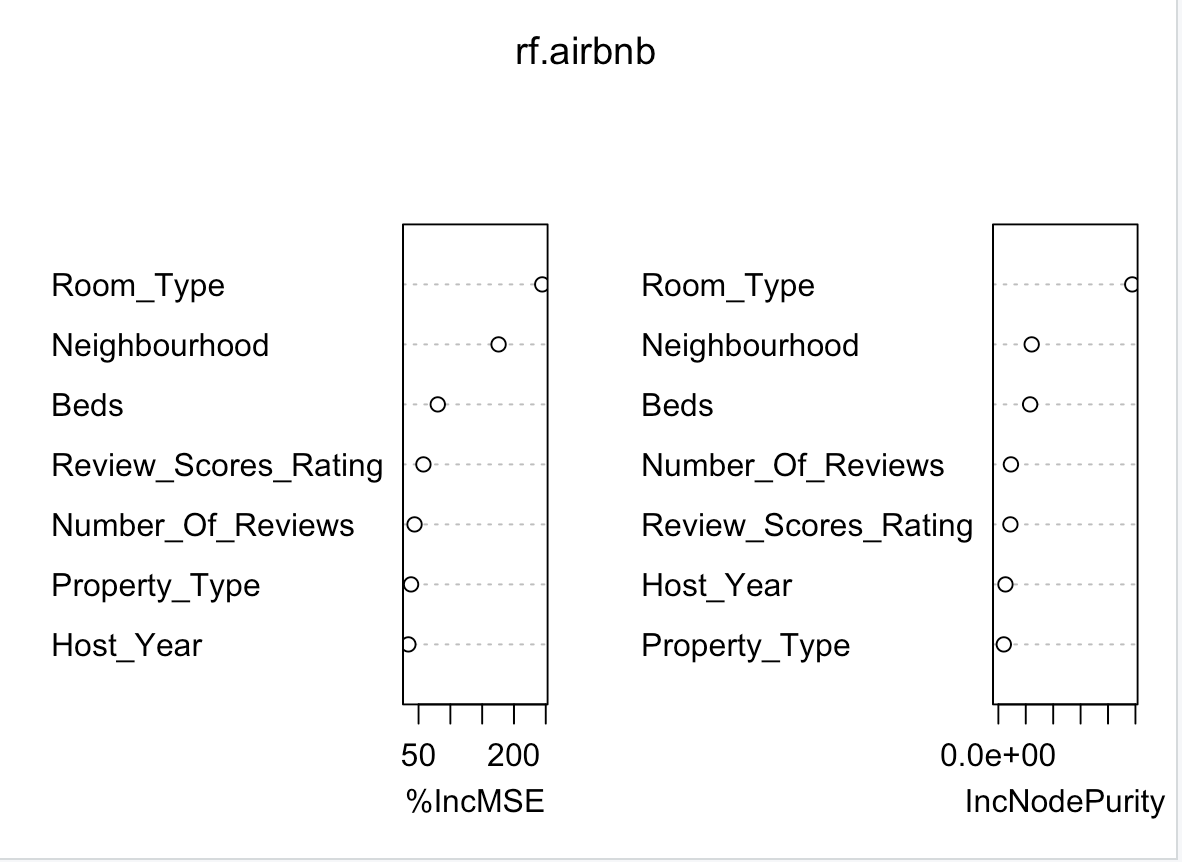 rf.airbnb
Room_Type
Neighbourhood
Beds
Review_Scores_Rating
Number_Of_Reviews
Property_Type
Host_Year
50 200
%IncMSE
Room_Type
Neighbourhood
Beds
Number_Of_Reviews
Review_Scores_Rating
Host_Year
Property_Type
0.0e+00
IncNodePurity